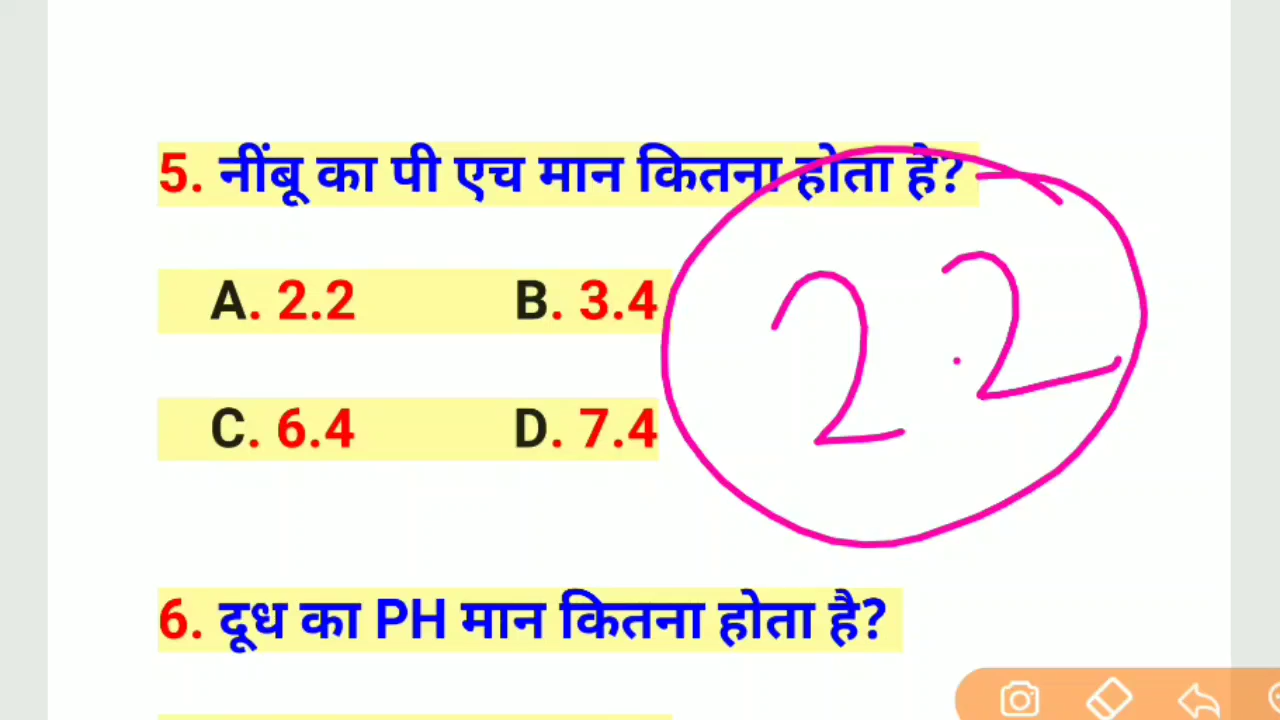 5. नींबू का पी एच मान कितना होता है?
A. 2.2 B. 3.4
2.2
C. 6.4 D. 7.4
6. दूध का PH मान कितना होता है?